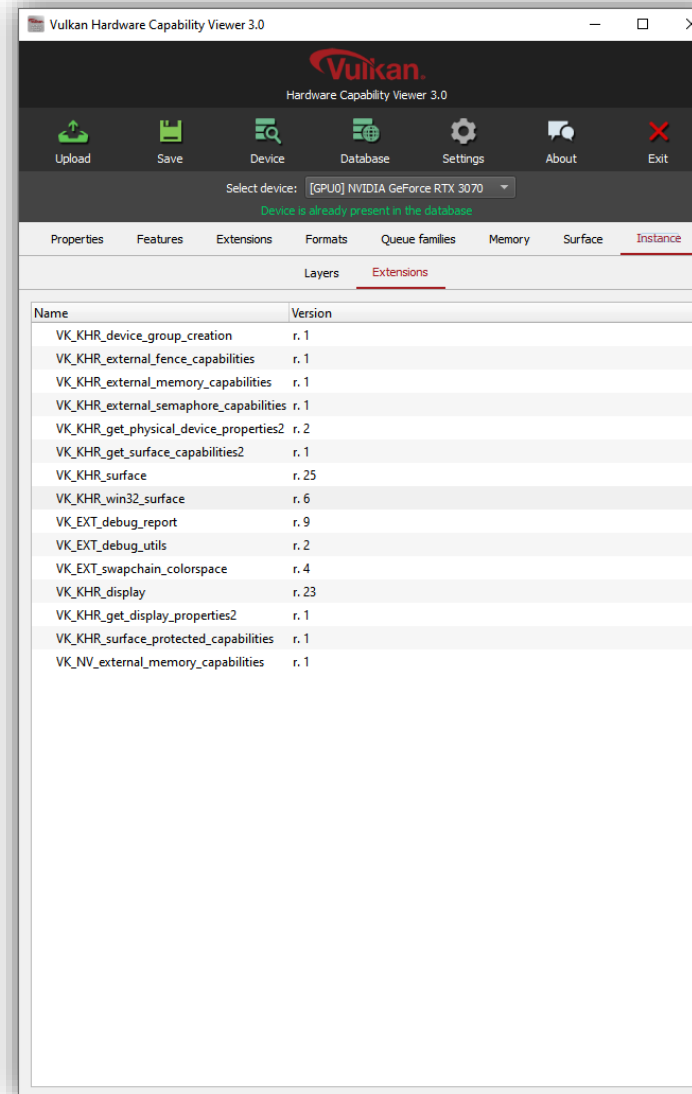 Vulkan Hardware Capability Viewer 3.0
Vulkan.
Hardware Capability Viewer 3.0
Upload Save Device Database Settings About Exit
Select device: [GPU0] NVIDIA GeForce RTX 3070
Device is already present in the database
Properties Features Extensions Formats Queue families Memory Surface Instance
Layers Extensions
Name Version
VK_KHR_device_group_creation r. 1
VK_KHR_external_fence_capabilities r. 1
VK_KHR_external_memory_capabilities r. 1
VK_KHR_external_semaphore_capabilities r. 1
VK_KHR_get_physical_device_properties2 r. 2
VK_KHR_get_surface_capabilities2 r. 1
VK_KHR_surface r. 25
VK_KHR_win32_surface r. 6
VK_EXT_debug_report r. 9
VK_EXT_debug_utils r. 2
VK_EXT_swapchain_colorspace r. 4
VK_KHR_display r. 23
VK_KHR_get_display_properties2 r. 1
VK_KHR_surface_protected_capabilities r. 1
VK_NV_external_memory_capabilities r. 1